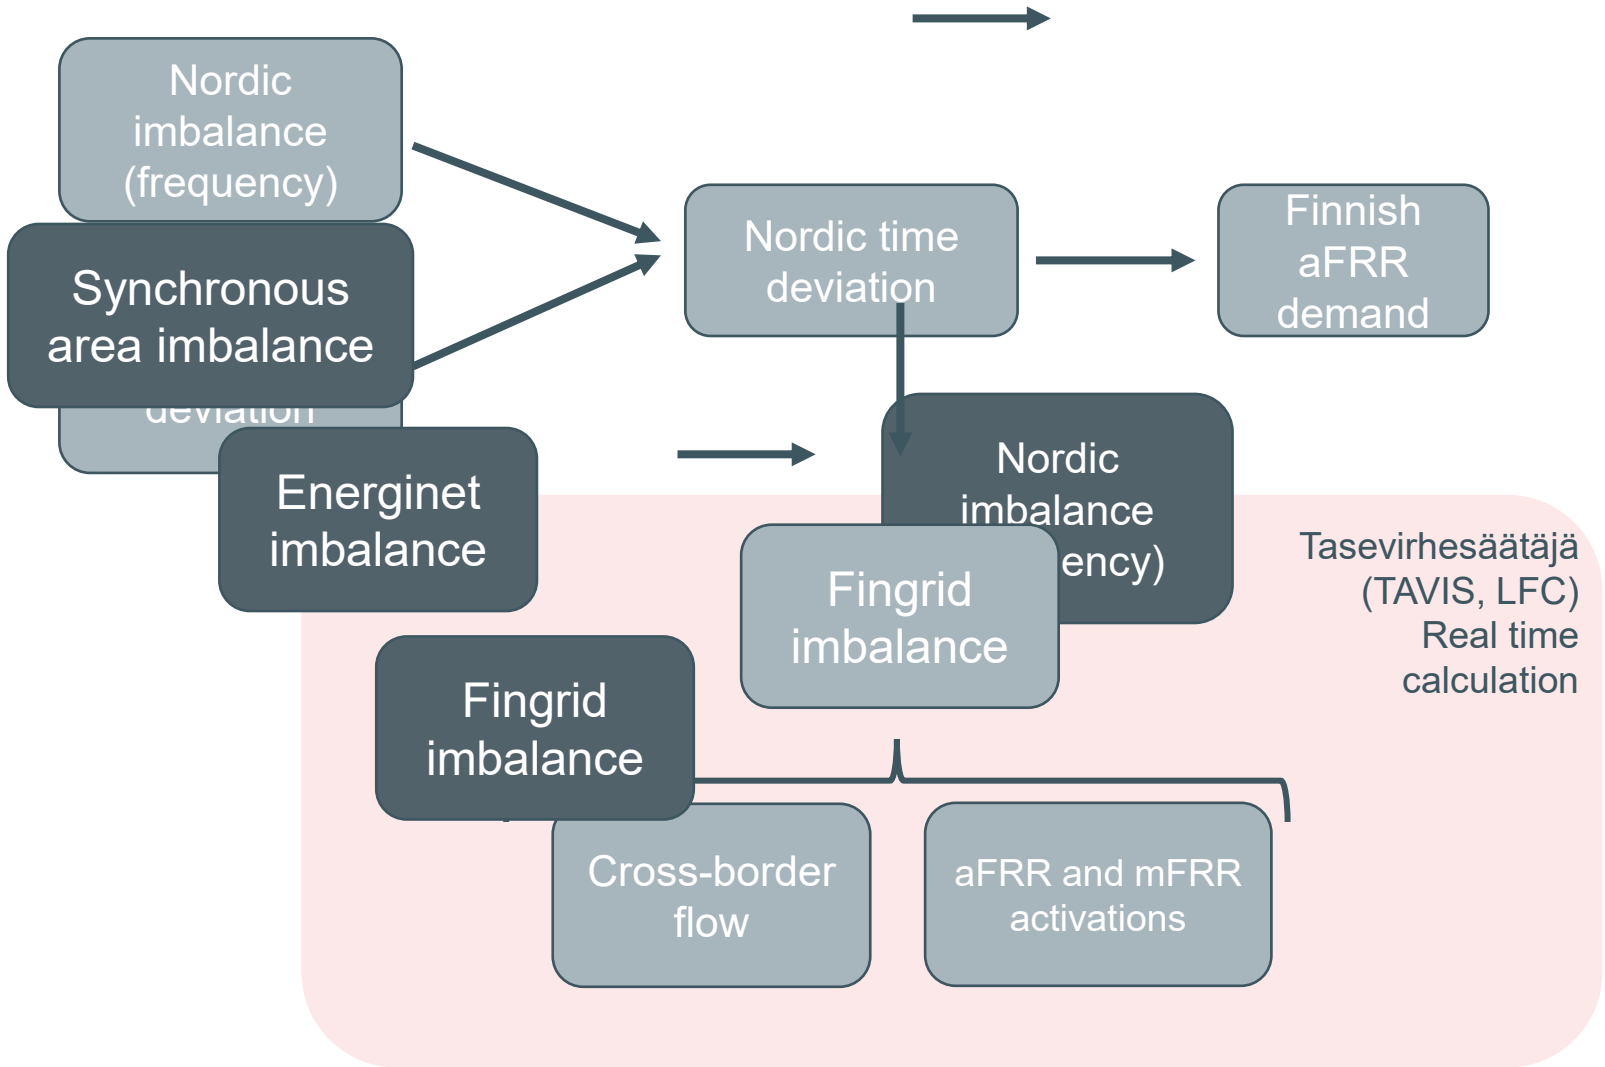 Nordic
imbalance
(frequency)
Synchronous
area imbalance
deviation
Nordic time
deviation
Finnish
aFRR
demand
Energinet
imbalance
Nordic
imbalance
ency)
Fingrid
imbalance
Tasevirhesäätäjä
(TAVIS, LFC)
Real time
calculation
Fingrid
imbalance
Cross-border
flow
aFRR and mFRR
activations